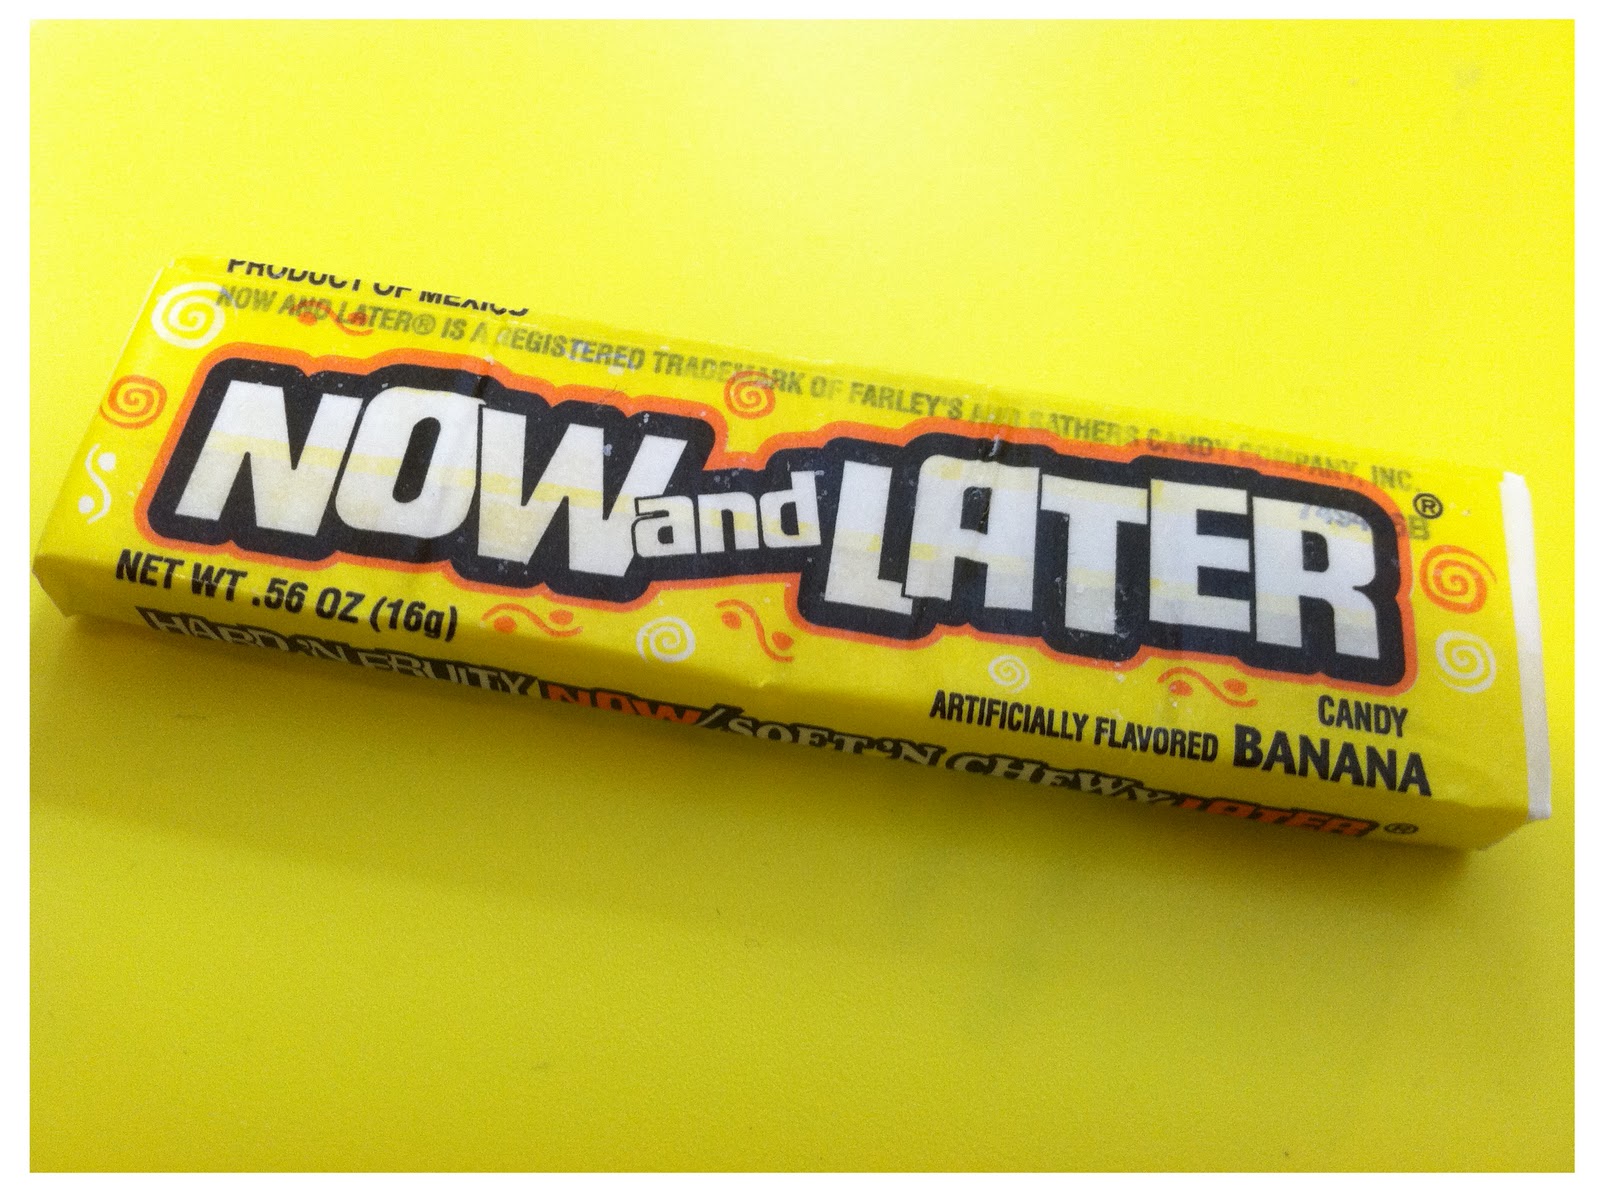 PRODUCT OF MEXICO
NOW AND LATER® IS A REGISTERED TRADEMARK OF FARLEY'S AND SATHERS CANDY COMPANY, INC.
NOW and LATER®
NET WT .56 OZ (16g)
CANDY
ARTIFICIALLY FLAVORED BANANA
HARD 'N FRUITY NOW/SOFT 'N CHEWY LATER®